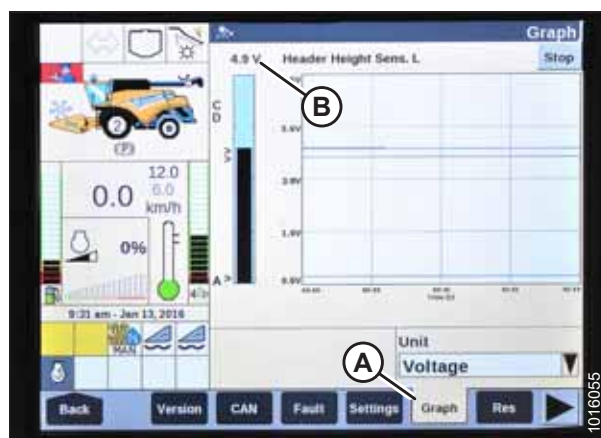 Graph
4.9 V
Header Height Sens. L
Stop
B
C
D
2
(P)
12.0
6.0
km/h
0.0
0%
A
9:31 am - Jan 13, 2016
MAN
Unit
Voltage
A
Back
Version
CAN
Fault
Settings
Graph
Res
1016055